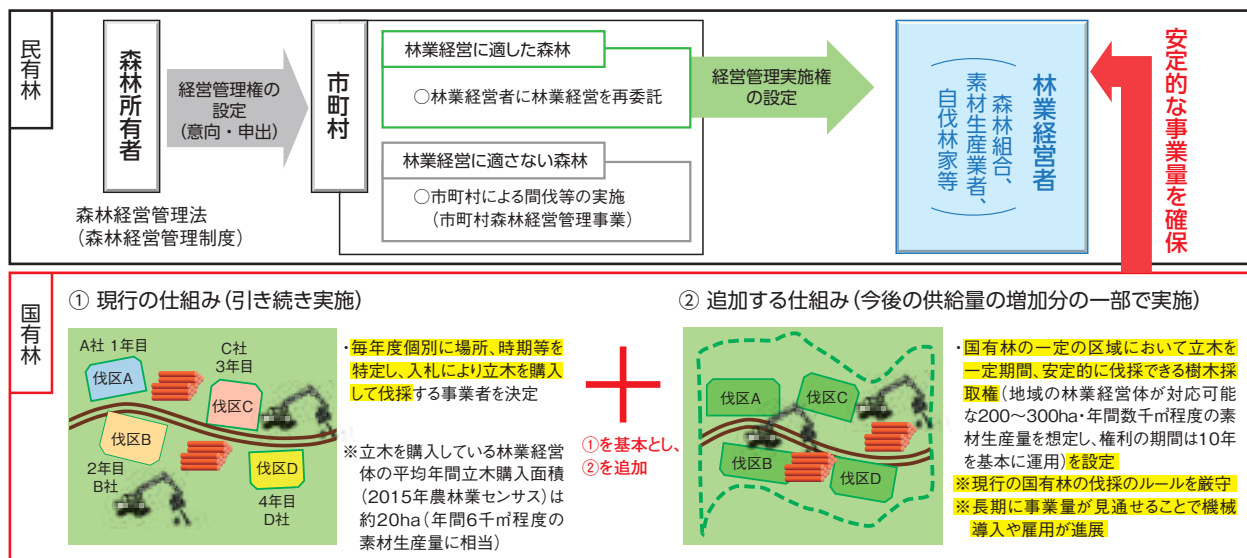 民有林
森林所有者
経営管理権の
設定
(意向・申出)
森林経営管理法
(森林経営管理制度)
市町村
林業経営に適した森林
○林業経営者に林業経営を再委託
林業経営に適さない森林
○市町村による間伐等の実施
(市町村森林経営管理事業)
経営管理実施権
の設定
林業経営者
(森林組合、
素材生産業者、
自伐林家等)
安定的な事業量を確保
国有林
① 現行の仕組み(引き続き実施)
A社 1年目
伐区A
C社
3年目
伐区C
伐区B
2年目
B社
伐区D
4年目
D社
・毎年度個別に場所、時期等を
特定し、入札により立木を購入
して伐採する事業者を決定
※立木を購入している林業経営
体の平均年間立木購入面積
(2015年農林業センサス)は
約20ha(年間6千㎥程度の
素材生産量に相当)
①を基本とし、
②を追加
② 追加する仕組み(今後の供給量の増加分の一部で実施)
伐区A
伐区C
伐区B
伐区D
・国有林の一定の区域において立木を
一定期間、安定的に伐採できる樹木採
取権(地域の林業経営体が対応可能
な200〜300ha・年間数千㎥程度の素
材生産量を想定し、権利の期間は10年
を基本に運用)を設定
※現行の国有林の伐採のルールを厳守
※長期に事業量が見通せることで機械
導入や雇用が進展